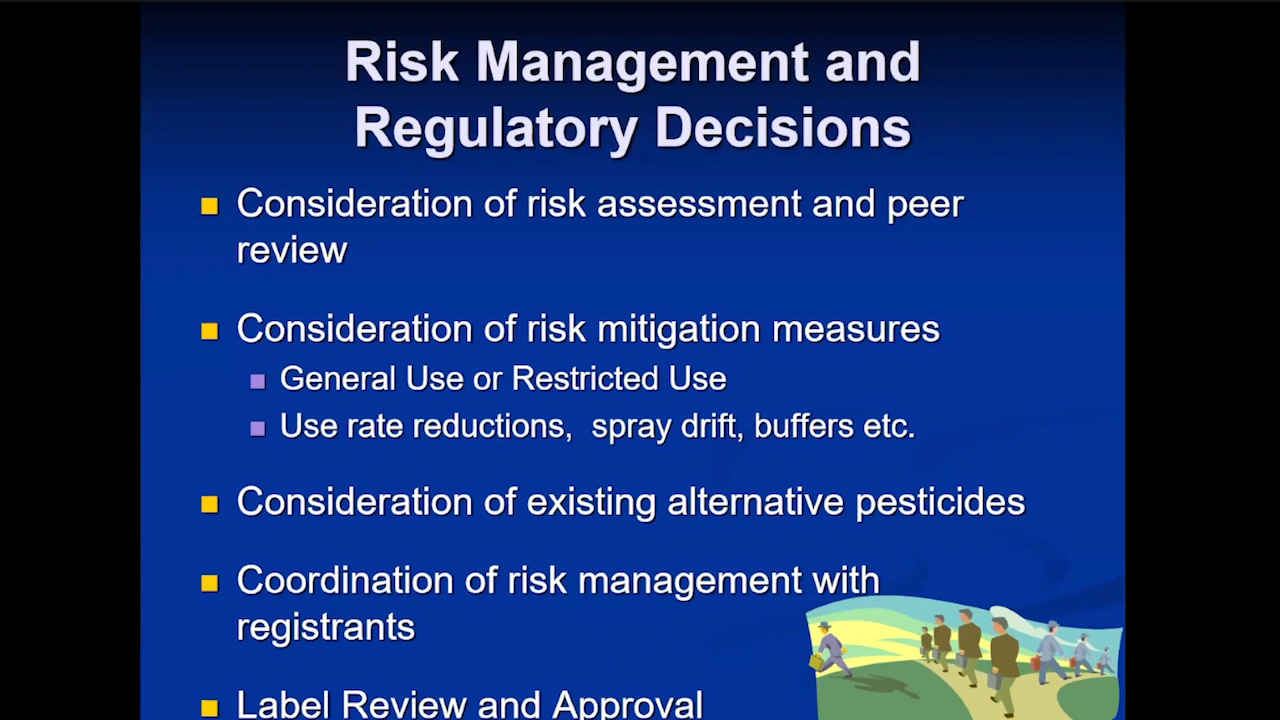 Risk Management and
Regulatory Decisions
Consideration of risk assessment and peer
review
Consideration of risk mitigation measures
General Use or Restricted Use
Use rate reductions,  spray drift, buffers etc.
Consideration of existing alternative pesticides
Coordination of risk management with
registrants
Label Review and Approval